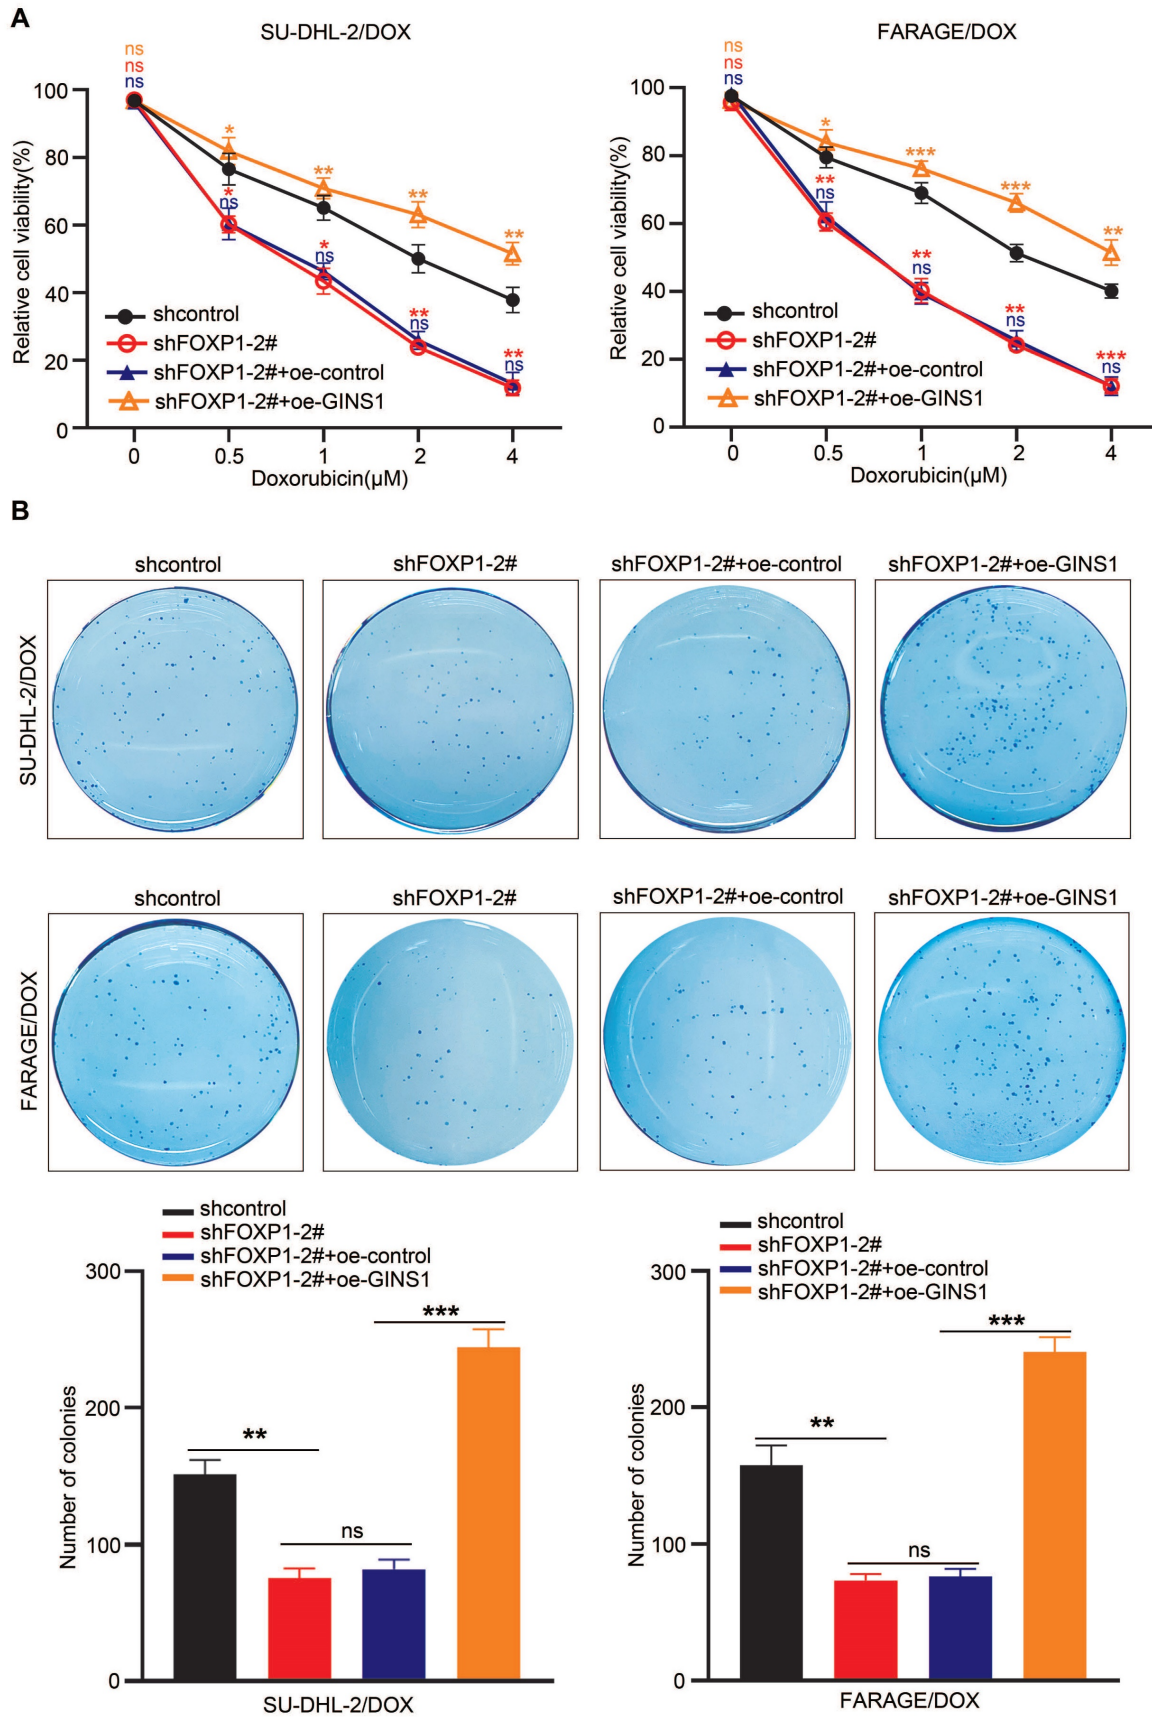 A
SU-DHL-2/DOX
ns
ns
ns
*
**
**
**
*
ns
*
ns
**
ns
**
ns
100
80
60
40
20
0
Relative cell viability(%)
shcontrol
shFOXP1-2#
shFOXP1-2#+oe-control
shFOXP1-2#+oe-GINS1
0 0.5 1 2 4
Doxorubicin(μM)
FARAGE/DOX
ns
ns
ns
*
***
***
**
**
ns
**
ns
**
ns
***
ns
100
80
60
40
20
0
Relative cell viability(%)
shcontrol
shFOXP1-2#
shFOXP1-2#+oe-control
shFOXP1-2#+oe-GINS1
0 0.5 1 2 4
Doxorubicin(μM)
B
shcontrol shFOXP1-2# shFOXP1-2#+oe-control shFOXP1-2#+oe-GINS1
SU-DHL-2/DOX
shcontrol shFOXP1-2# shFOXP1-2#+oe-control shFOXP1-2#+oe-GINS1
FARAGE/DOX
shcontrol
shFOXP1-2#
shFOXP1-2#+oe-control
shFOXP1-2#+oe-GINS1
300
200
100
0
Number of colonies
**
ns
***
SU-DHL-2/DOX
shcontrol
shFOXP1-2#
shFOXP1-2#+oe-control
shFOXP1-2#+oe-GINS1
300
200
100
0
Number of colonies
**
ns
***
FARAGE/DOX